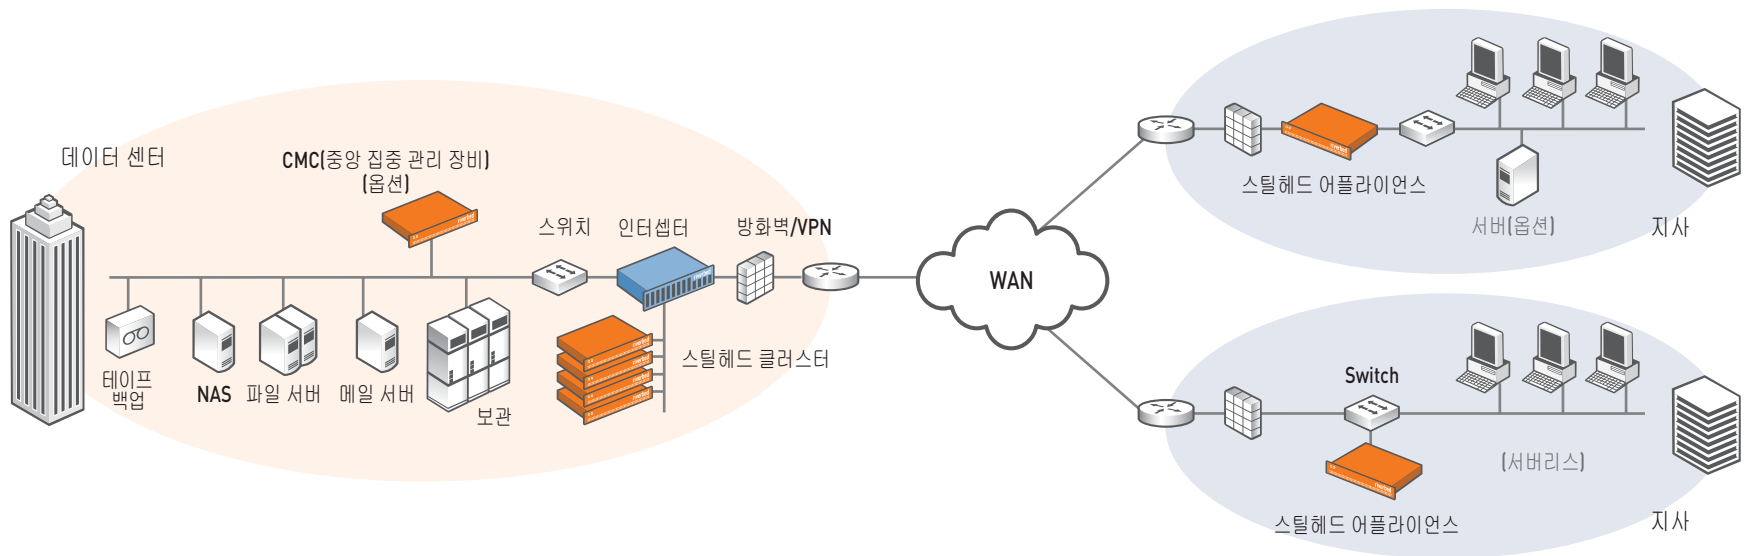 데이터 센터
CMC(중앙 집중 관리 장비)
(옵션)
스위치
인터셉터
방화벽/VPN
테이프
백업
NAS
파일 서버
메일 서버
보관
스틸헤드 클러스터
WAN
스틸헤드 어플라이언스
서버(옵션)
지사
Switch
(서버리스)
스틸헤드 어플라이언스
지사